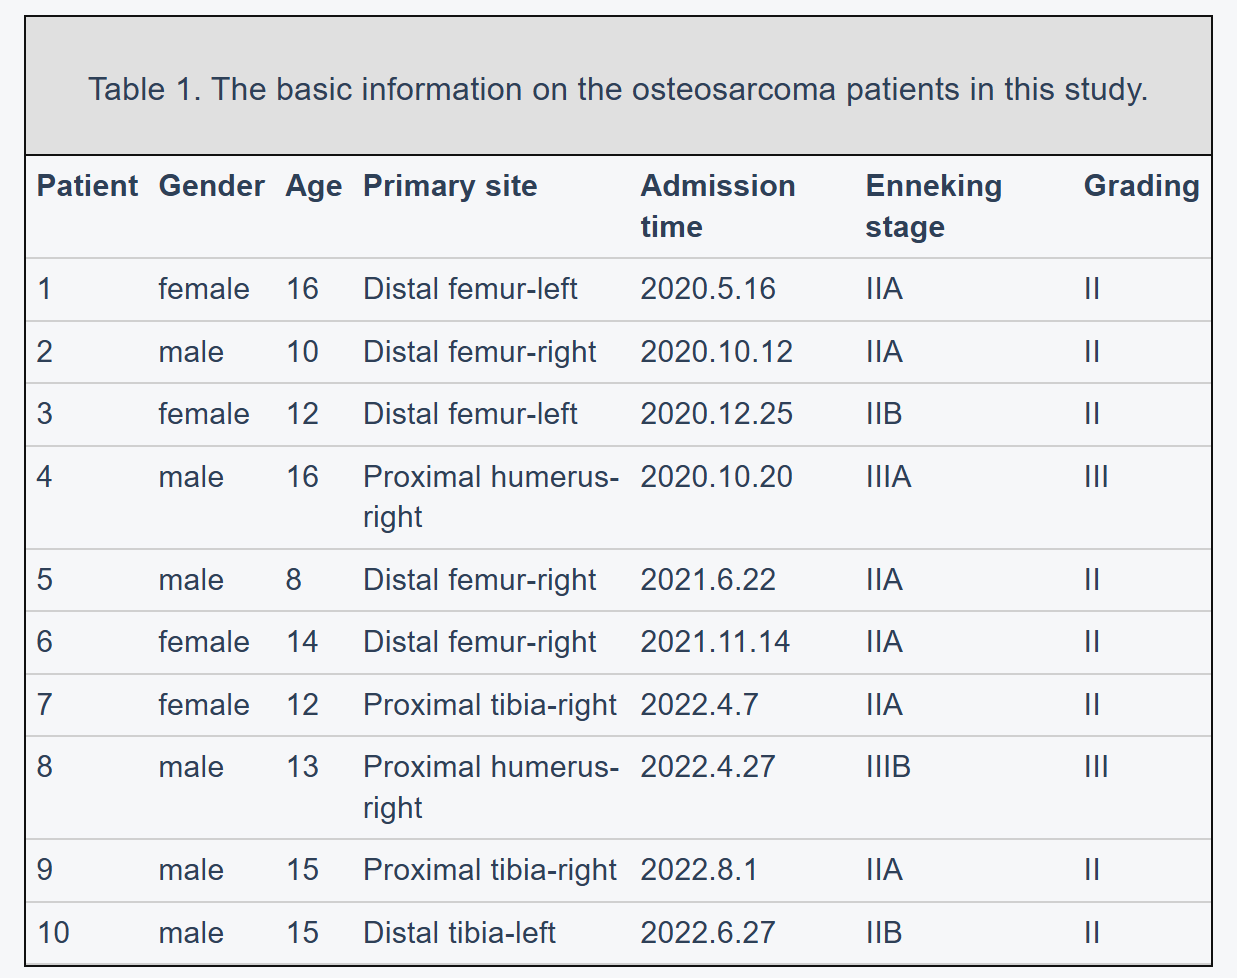 Table 1. The basic information on the osteosarcoma patients in this study.
Patient Gender Age Primary site Admission time Enneking stage Grading
1 female 16 Distal femur-left 2020.5.16 IIA II
2 male 10 Distal femur-right 2020.10.12 IIA II
3 female 12 Distal femur-left 2020.12.25 IIB II
4 male 16 Proximal humerus-right 2020.10.20 IIIA III
5 male 8 Distal femur-right 2021.6.22 IIA II
6 female 14 Distal femur-right 2021.11.14 IIA II
7 female 12 Proximal tibia-right 2022.4.7 IIA II
8 male 13 Proximal humerus-right 2022.4.27 IIIB III
9 male 15 Proximal tibia-right 2022.8.1 IIA II
10 male 15 Distal tibia-left 2022.6.27 IIB II